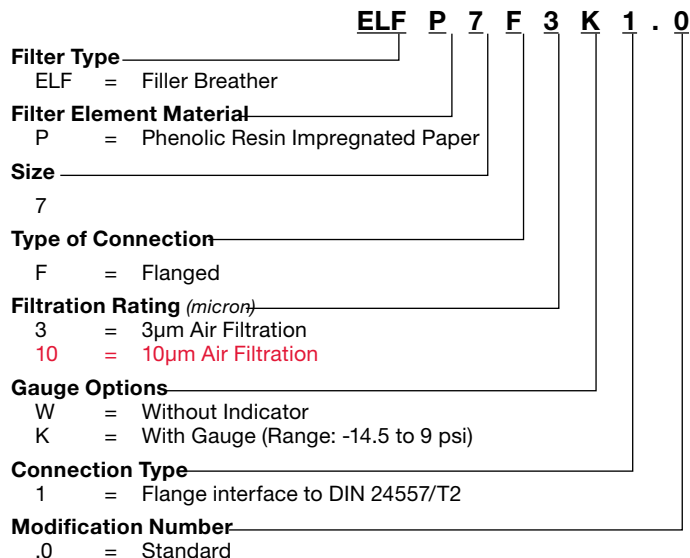 ELF P 7 F 3 K 1 . 0
Filter Type
ELF = Filler Breather
Filter Element Material
P = Phenolic Resin Impregnated Paper
Size
7
Type of Connection
F = Flanged
Filtration Rating (micron)
3 = 3µm Air Filtration
10 = 10µm Air Filtration
Gauge Options
W = Without Indicator
K = With Gauge (Range: -14.5 to 9 psi)
Connection Type
1 = Flange interface to DIN 24557/T2
Modification Number
.0 = Standard